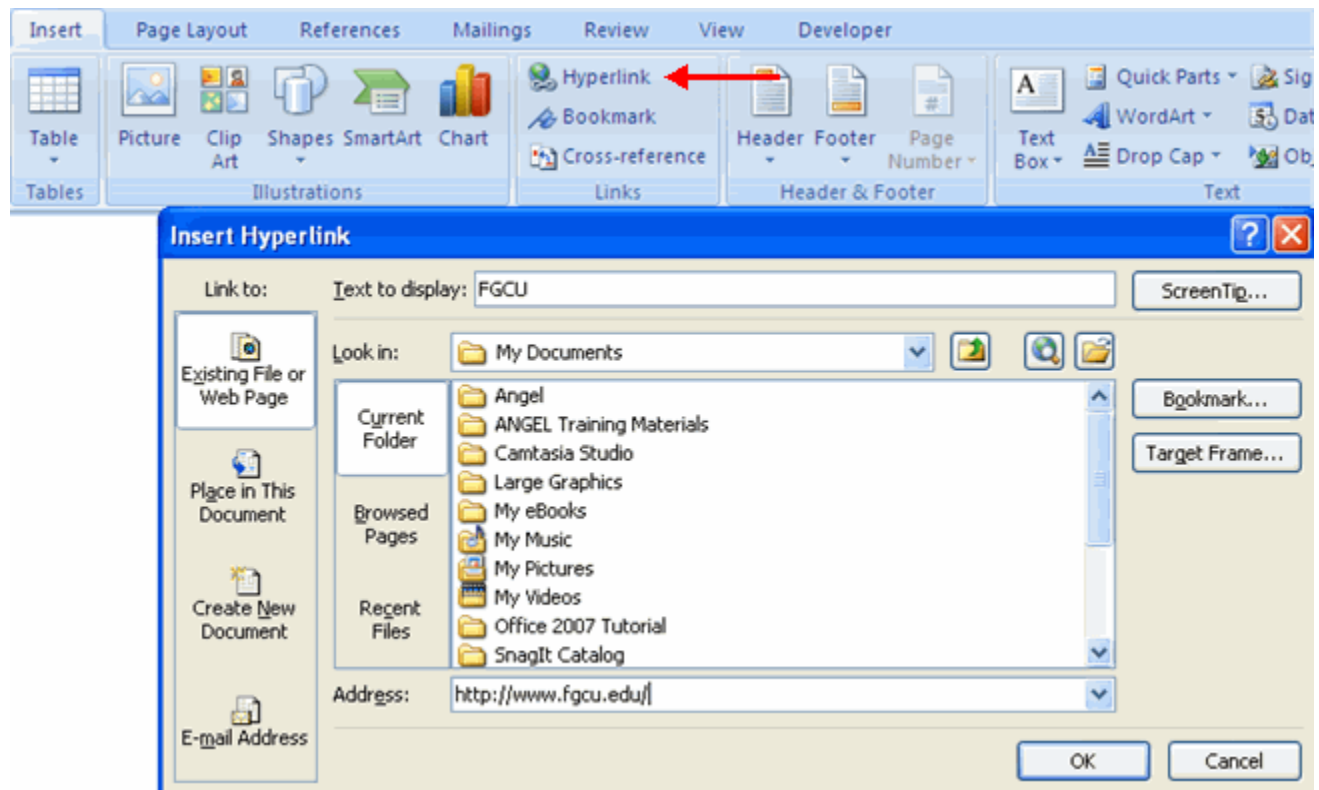 Insert Page Layout References Mailings Review View Developer
Hyperlink Quick Parts Sig
Bookmark WordArt Dat
Table Picture Clip Shapes SmartArt Chart Header Footer Page Text
Art Cross-reference Number Box Drop Cap Ob
Tables Illustrations Links Header & Footer Text
Insert Hyperlink
Link to: Text to display: FGCU ScreenTip...
Look in: My Documents
Existing File or
Web Page
Place in This
Document
Create New
Document
E-mail Address
Current
Folder
Browsed
Pages
Recent
Files
Angel
ANGEL Training Materials
Camtasia Studio
Large Graphics
My eBooks
My Music
My Pictures
My Videos
Office 2007 Tutorial
SnagIt Catalog
Bookmark...
Target Frame...
Address: http://www.fgcu.edu/
OK Cancel